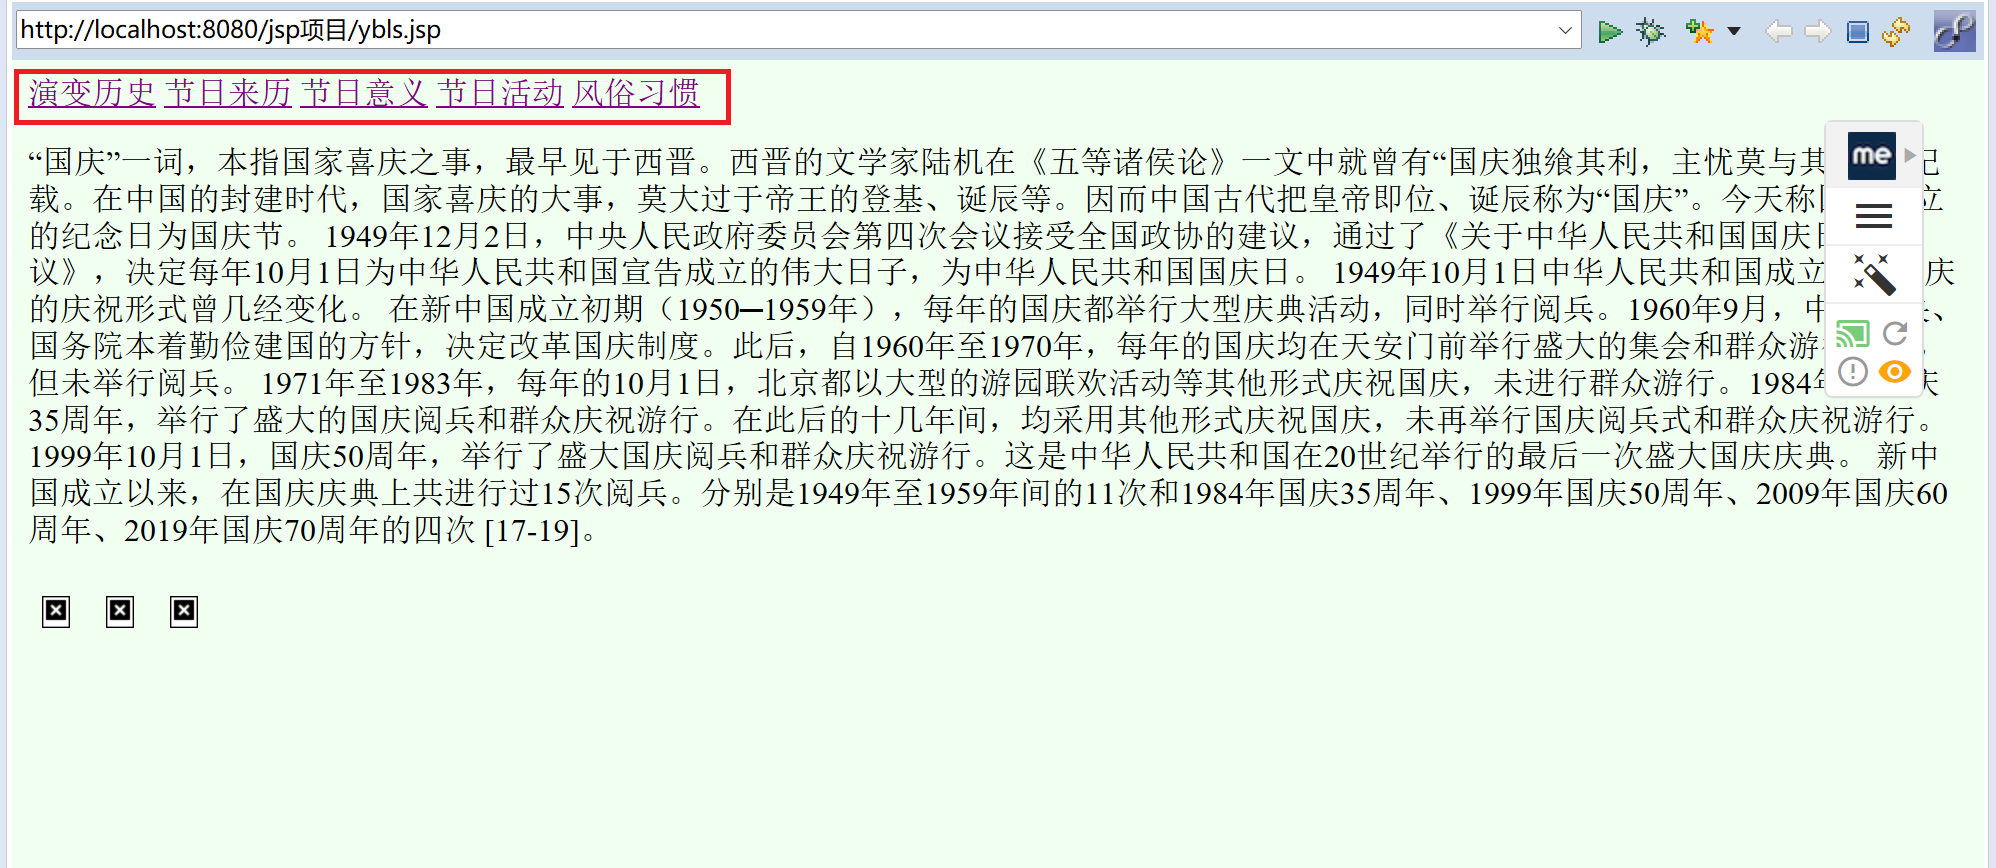 http://localhost:8080/jsp项目/ybls.jsp
演变历史 节日来历 节日意义 节日活动 风俗习惯
“国庆”一词，本指国家喜庆之事，最早见于西晋。西晋的文学家陆机在《五等诸侯论》一文中就曾有“国庆独飨其利，主忧莫与其
载。在中国的封建时代，国家喜庆的大事，莫大过于帝王的登基、诞辰等。因而中国古代把皇帝即位、诞辰称为“国庆”。今天称 立
的纪念日为国庆节。 1949年12月2日，中央人民政府委员会第四次会议接受全国政协的建议，通过了《关于中华人民共和国国庆
议》，决定每年10月1日为中华人民共和国宣告成立的伟大日子，为中华人民共和国国庆日。 1949年10月1日中华人民共和国成立 庆
的庆祝形式曾几经变化。 在新中国成立初期（1950─1959年），每年的国庆都举行大型庆典活动，同时举行阅兵。1960年9月， 、
国务院本着勤俭建国的方针，决定改革国庆制度。此后，自1960年至1970年，每年的国庆均在天安门前举行盛大的集会和群众游 ，
但未举行阅兵。 1971年至1983年，每年的10月1日，北京都以大型的游园联欢活动等其他形式庆祝国庆，未进行群众游行。1984年 庆
35周年，举行了盛大的国庆阅兵和群众庆祝游行。在此后的十几年间，均采用其他形式庆祝国庆，未再举行国庆阅兵式和群众庆祝游行。
1999年10月1日，国庆50周年，举行了盛大国庆阅兵和群众庆祝游行。这是中华人民共和国在20世纪举行的最后一次盛大国庆庆典。 新中
国成立以来，在国庆庆典上共进行过15次阅兵。分别是1949年至1959年间的11次和1984年国庆35周年、1999年国庆50周年、2009年国庆60
周年、2019年国庆70周年的四次 [17-19]。
me